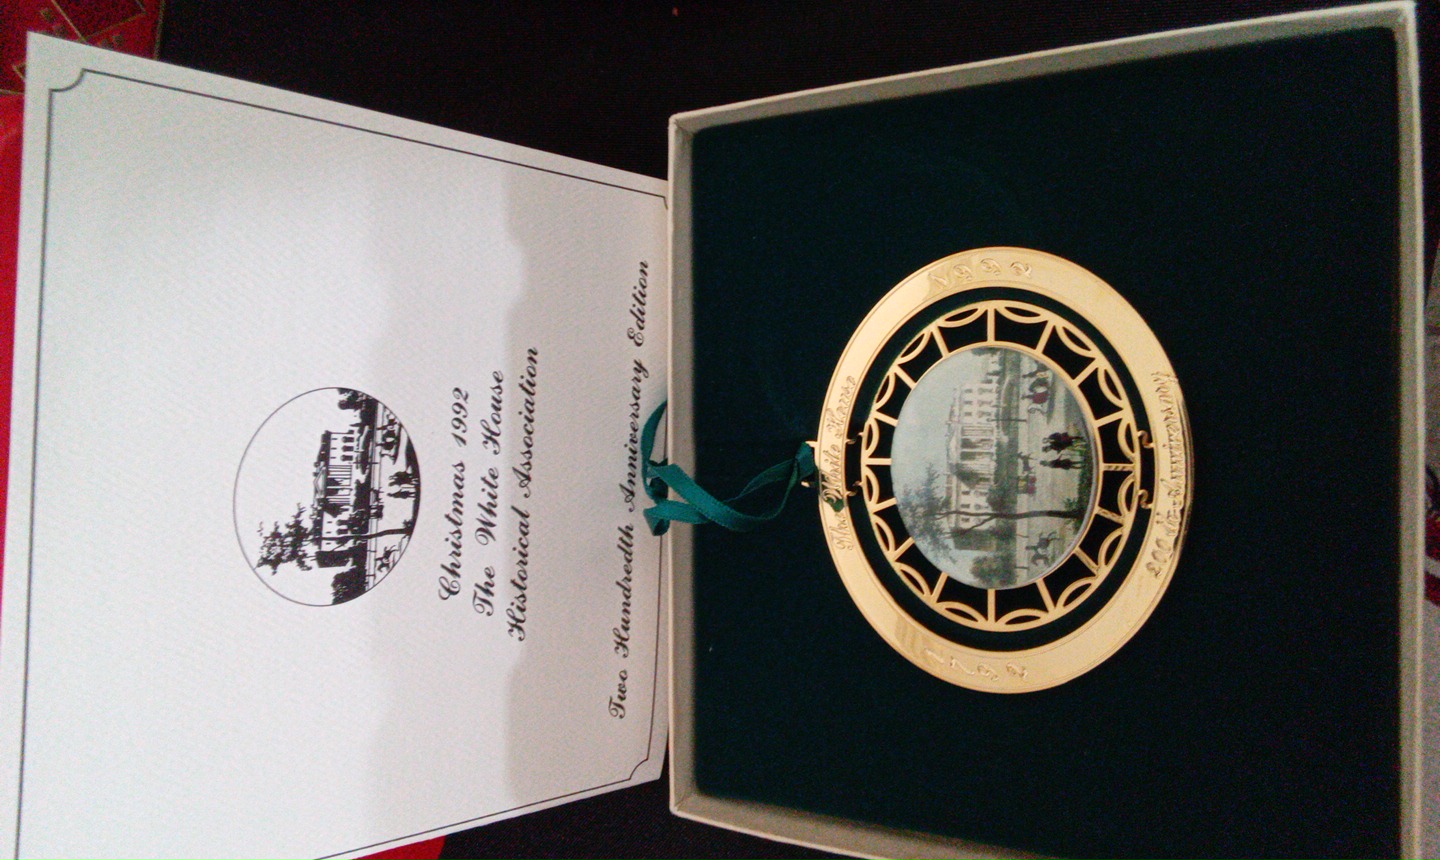 Christmas 1992
The White House
Historical Association
Two Hundredth Anniversary Edition
The White House
1792
1992
200th Anniversary